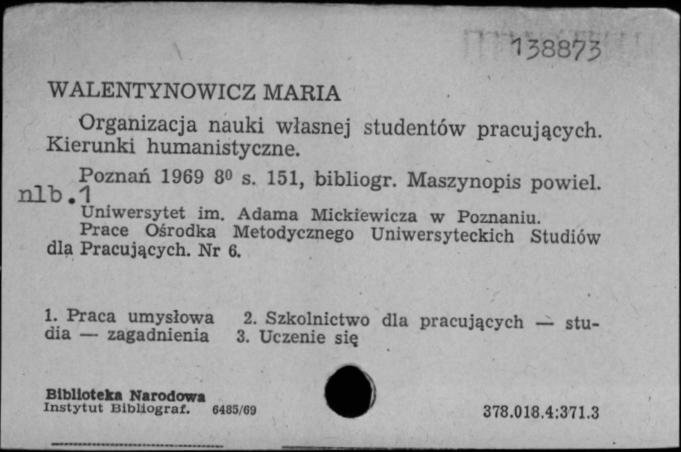 138873
WALENTYNOWICZ MARIA
Organizacja nauki własnej studentów pracujących.
Kierunki humanistyczne.
Poznań 1969 8⁰ s. 151, bibliogr. Maszynopis powiel.
nlb.1
Uniwersytet im. Adama Mickiewicza w Poznaniu.
Prace Ośrodka Metodycznego Uniwersyteckich Studiów
dla Pracujących. Nr 6.
1. Praca umysłowa 2. Szkolnictwo dla pracujących — stu-
dia — zagadnienia 3. Uczenie się
Biblioteka Narodowa
Instytut Bibliograf. 6485/69
378.018.4:371.3